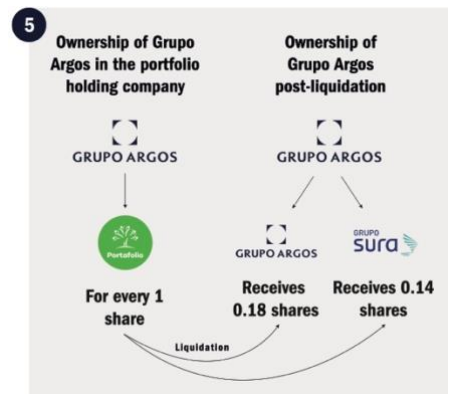 5
Ownership of Grupo
Argos in the portfolio
holding company
GRUPO ARGOS
Portafolio
For every 1
share
Ownership of
Grupo Argos
post-liquidation
GRUPO ARGOS
GRUPO ARGOS
Receives
0.18 shares
GRUPO
sura
Receives 0.14
shares
Liquidation